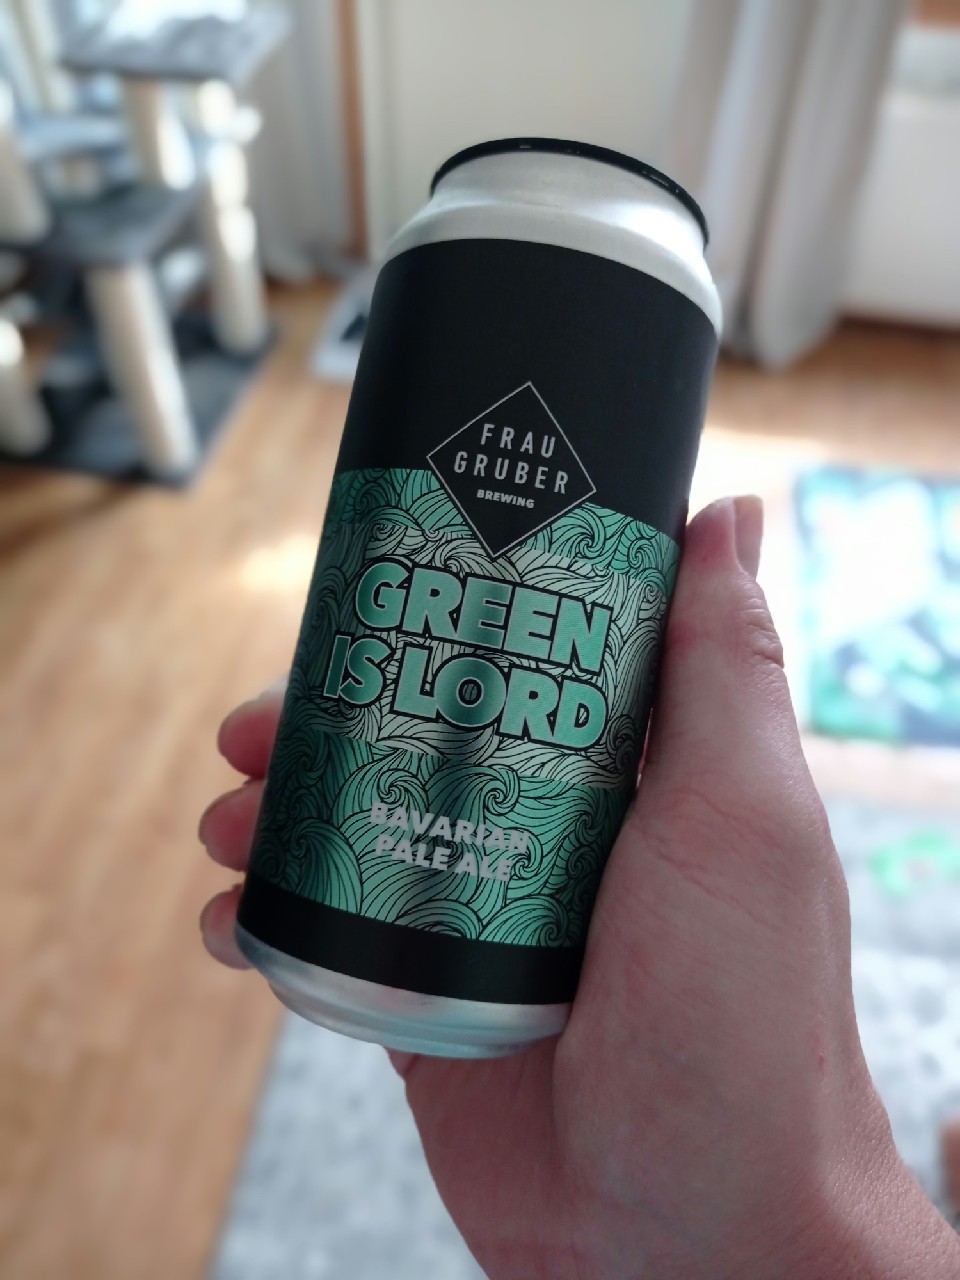 FRAU
GRUBER
BREWING
GREEN
IS LORD
BAVARIAN
PALE ALE